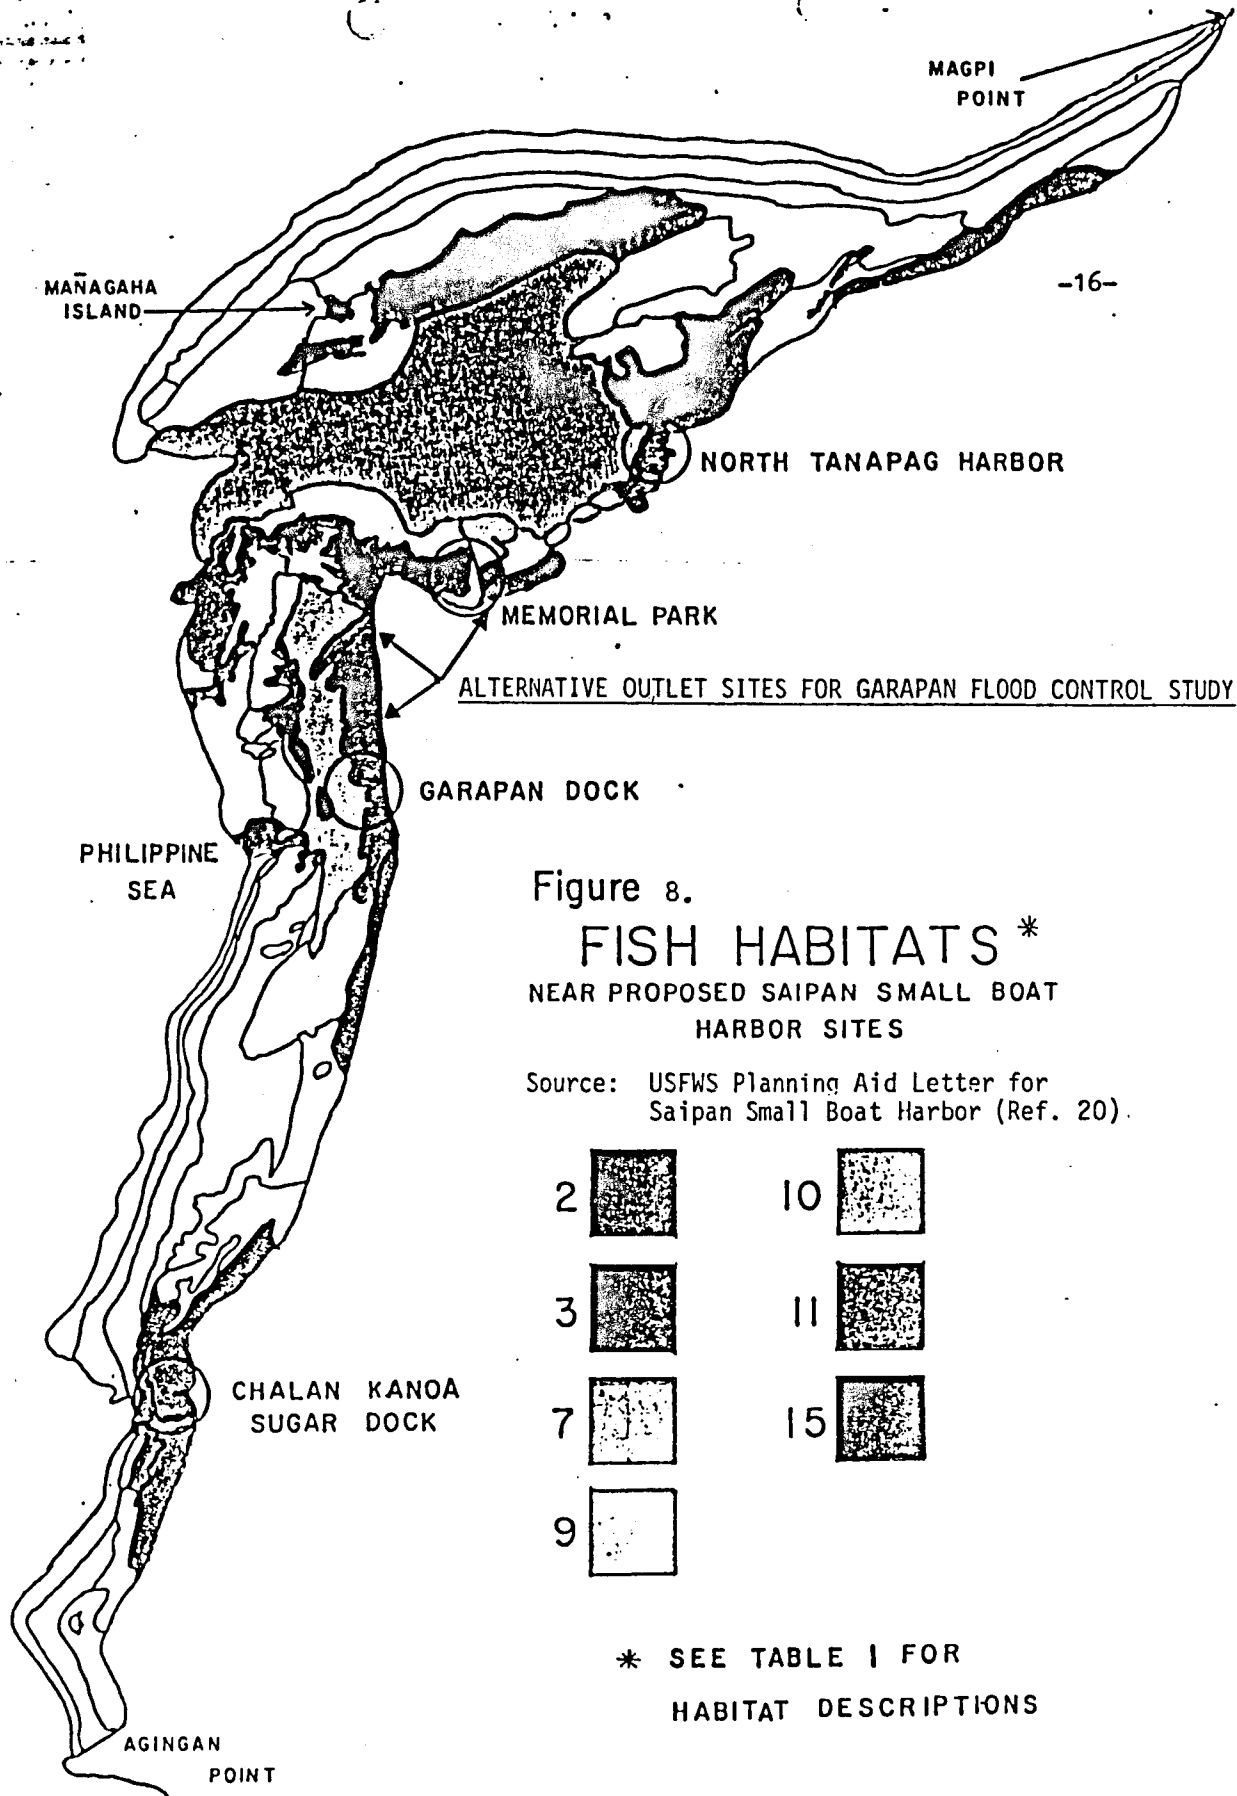 MAGPI
POINT
-16-
MAÑAGAHA
ISLAND
NORTH TANAPAG HARBOR
MEMORIAL PARK
ALTERNATIVE OUTLET SITES FOR GARAPAN FLOOD CONTROL STUDY
GARAPAN DOCK
PHILIPPINE
SEA
Figure 8.
FISH HABITATS *
NEAR PROPOSED SAIPAN SMALL BOAT
HARBOR SITES
Source: USFWS Planning Aid Letter for
Saipan Small Boat Harbor (Ref. 20).
2 10
3 11
7 15
9
CHALAN KANOA
SUGAR DOCK
* SEE TABLE 1 FOR
HABITAT DESCRIPTIONS
AGINGAN
POINT